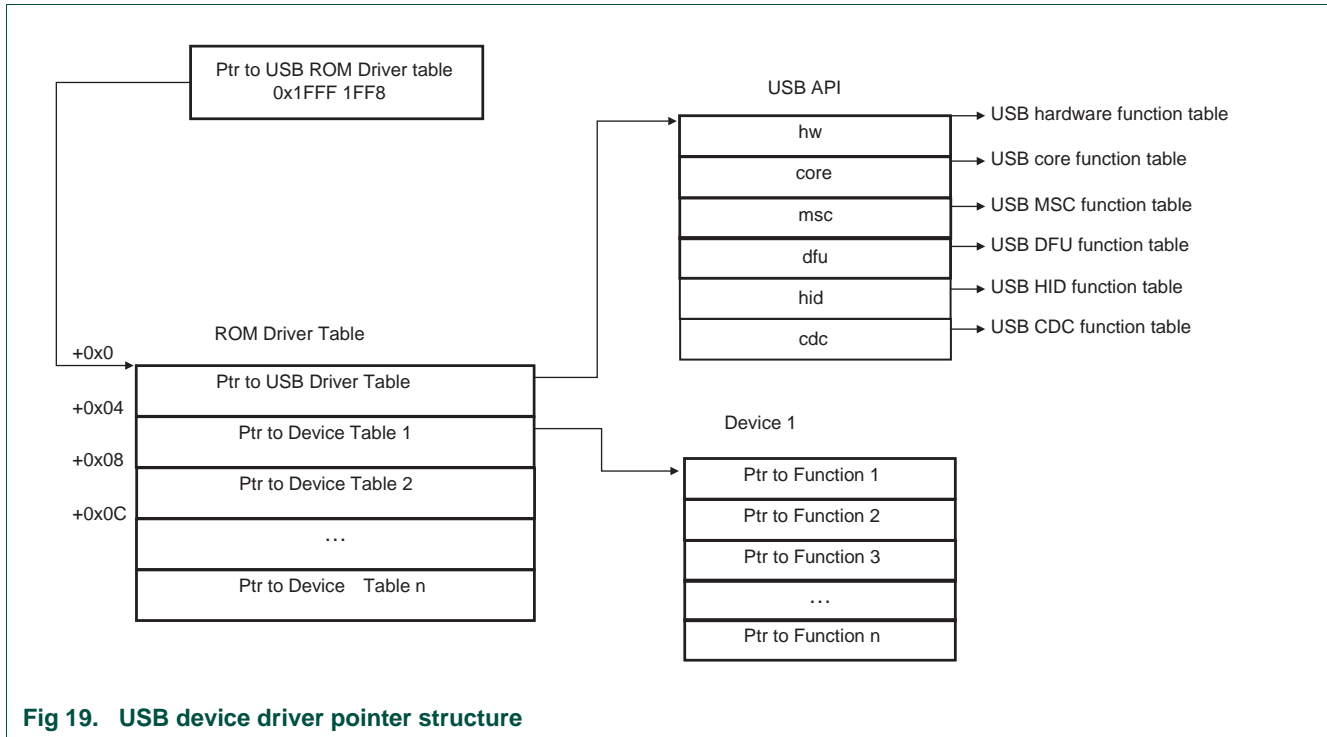 Ptr to USB ROM Driver table
0x1FFF 1FF8
USB API
hw
core
msc
dfu
hid
cdc
USB hardware function table
USB core function table
USB MSC function table
USB DFU function table
USB HID function table
USB CDC function table
ROM Driver Table
+0x0
Ptr to USB Driver Table
+0x04
Ptr to Device Table 1
+0x08
Ptr to Device Table 2
+0x0C
...
Ptr to Device Table n
Device 1
Ptr to Function 1
Ptr to Function 2
Ptr to Function 3
...
Ptr to Function n
Fig 19. USB device driver pointer structure